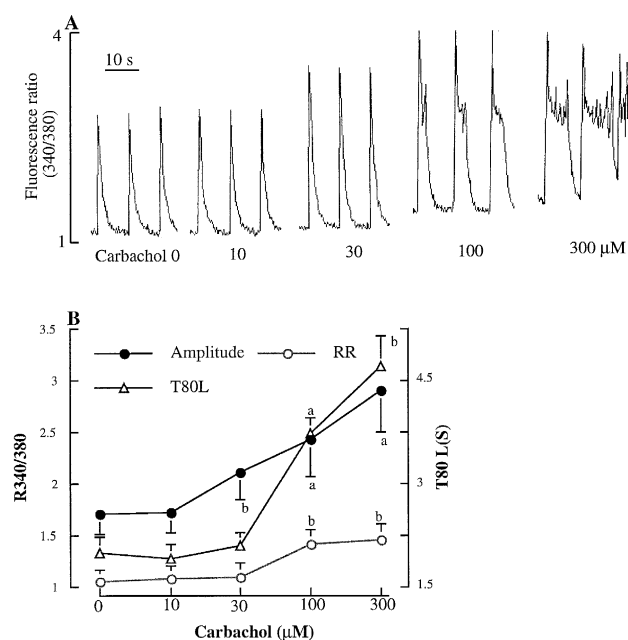 A
4
10 s
Fluorescence ratio
(340/380)
1
Carbachol 0 10 30 100 300 µM
B
3.5
3
2.5
2
1.5
1
R340/380
Amplitude
RR
T80L
b
a
a
b
b
a
b
4.5
3
1.5
T80 L(S)
0 10 30 100 300
Carbachol (µM)